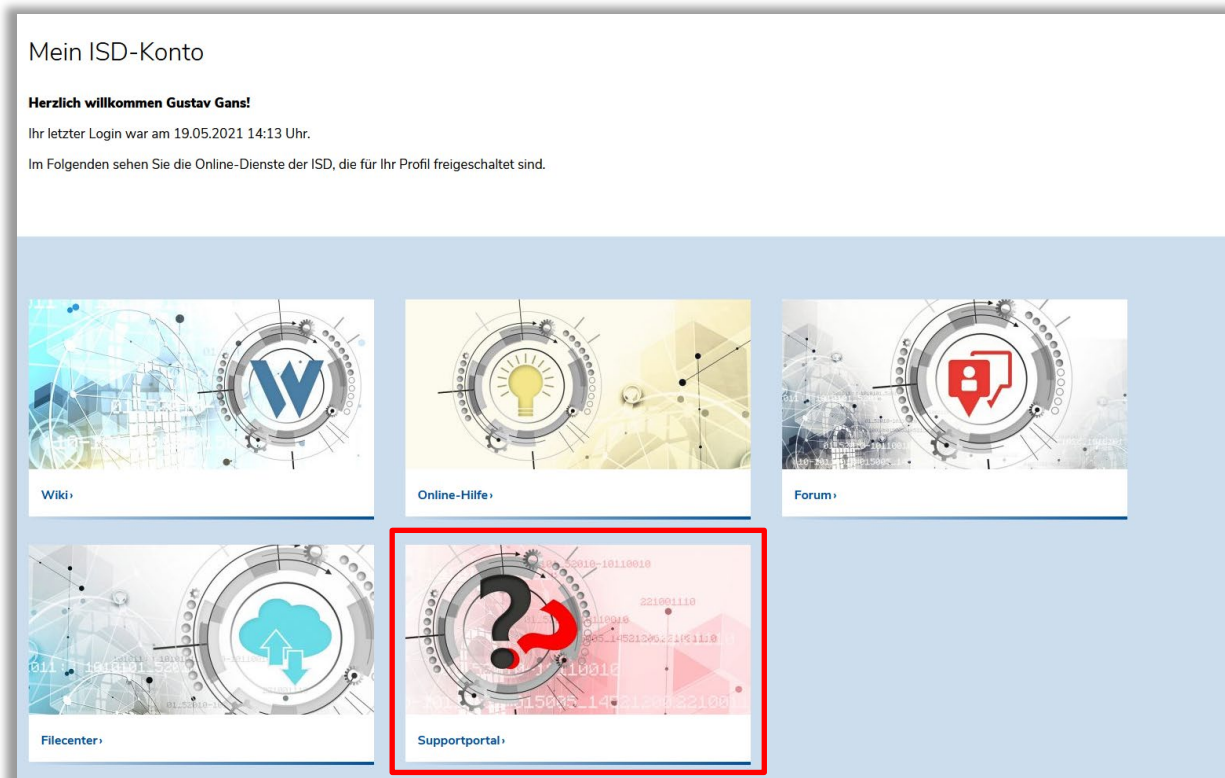 Mein ISD-Konto
Herzlich willkommen Gustav Gans!
Ihr letzter Login war am 19.05.2021 14:13 Uhr.
Im Folgenden sehen Sie die Online-Dienste der ISD, die für Ihr Profil freigeschaltet sind.
W
Wiki ›
Online-Hilfe ›
Forum ›
??
221001110
Filecenter ›
Supportportal ›